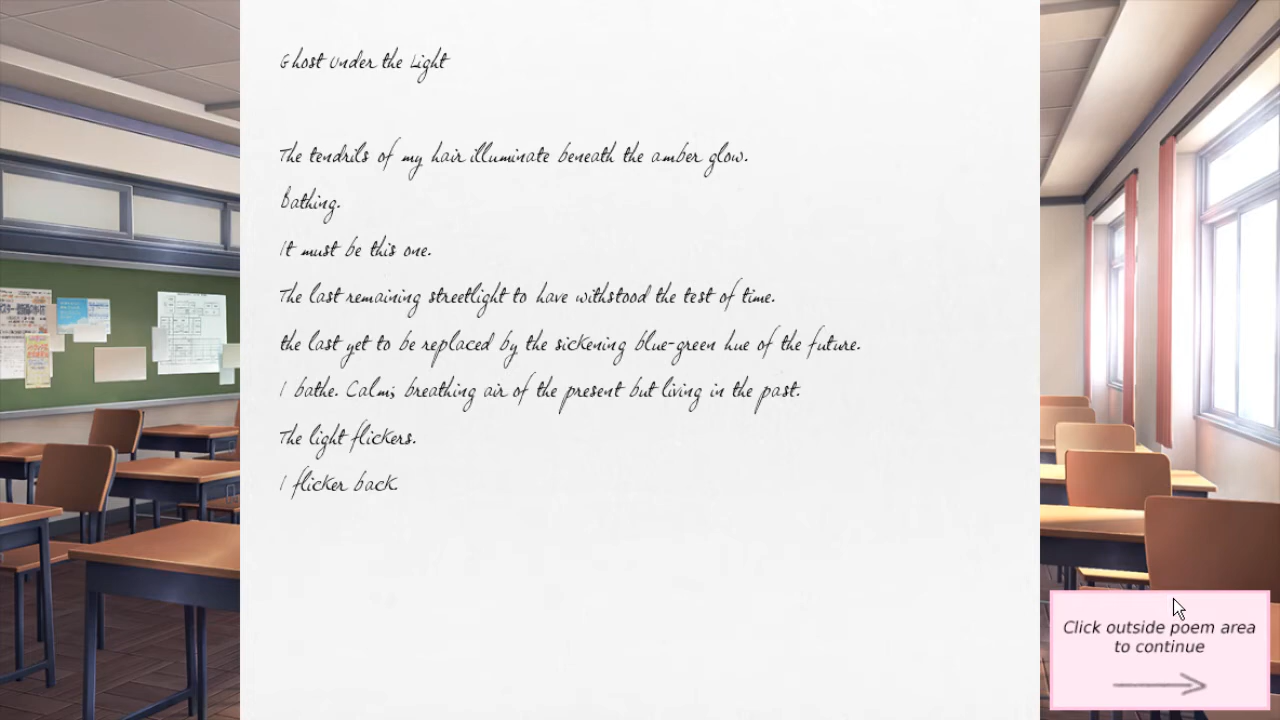 Ghost Under the Light
The tendrils of my hair illuminate beneath the amber glow.
Bathing.
It must be this one.
The last remaining streetlight to have withstood the test of time.
the last yet to be replaced by the sickening blue-green hue of the future.
I bathe. Calm; breathing air of the present but living in the past.
The light flickers.
I flicker back.
Click outside poem area
to continue